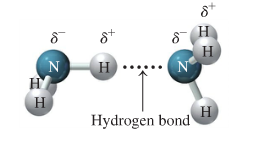 δ⁺
δ⁻ δ⁺ δ⁻
H
N H N H
H
H H
Hydrogen bond